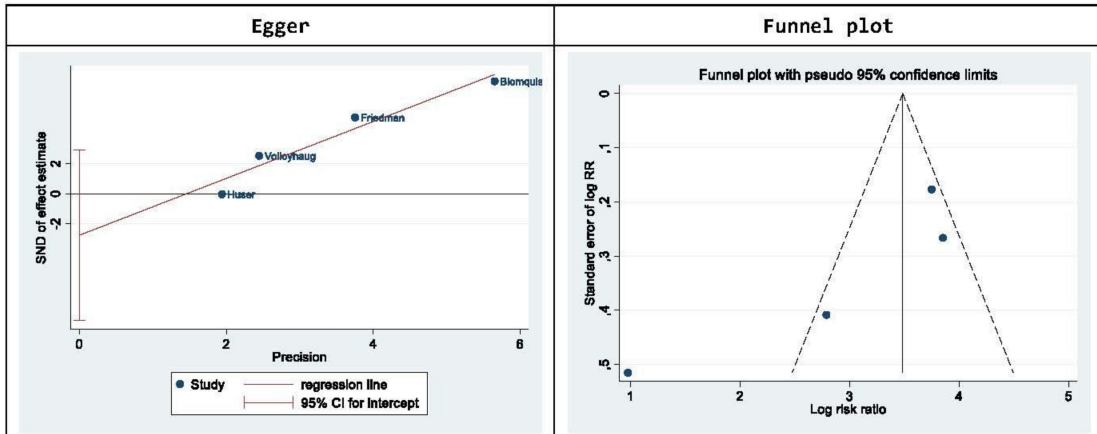 Egger
Funnel plot
SND of effect estimate
2
0
-2
Blomquis
Friedman
Volloyhaug
Huser
0
2
4
6
Precision
Study
regression line
95% CI for Intercept
Funnel plot with pseudo 95% confidence limits
Standard error of log RR
0
,1
,2
,3
,4
,5
1
2
3
4
5
Log risk ratio